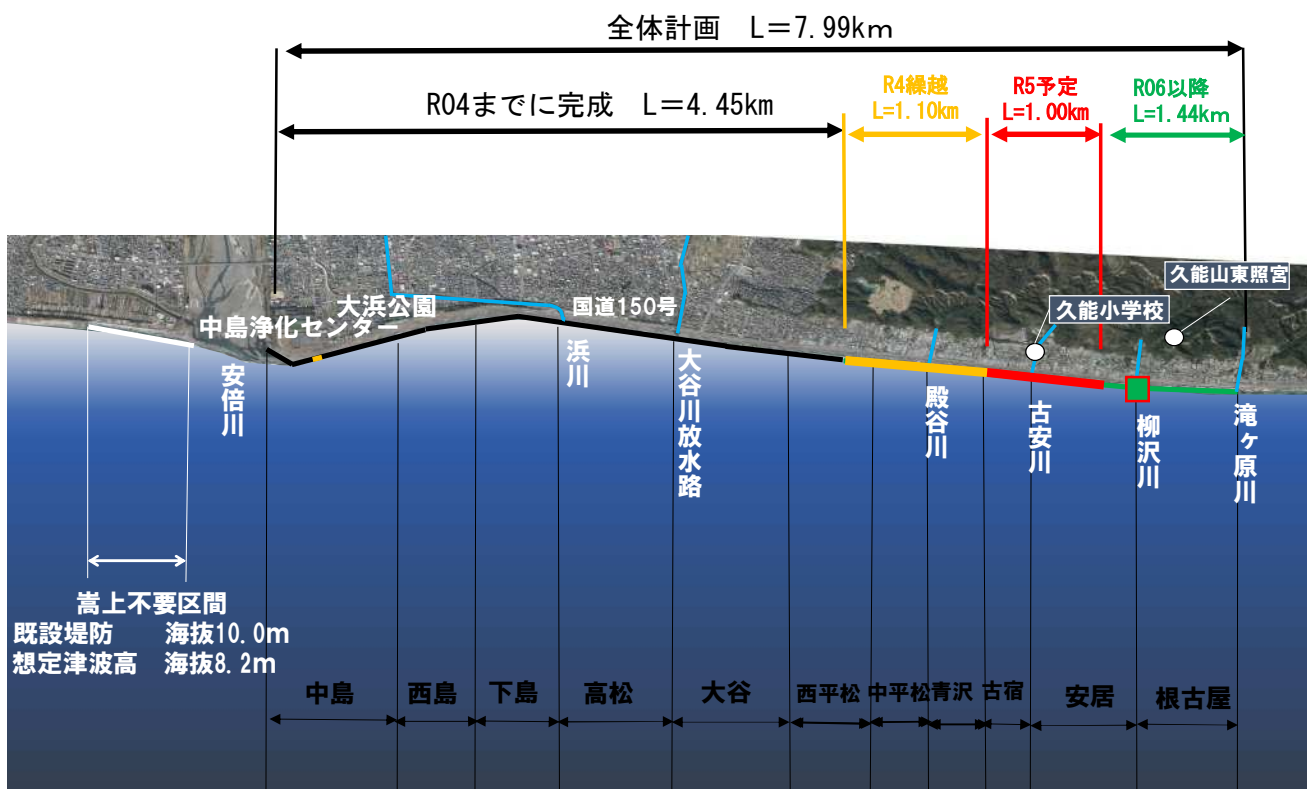 全体計画　L＝7.99km
R04までに完成　L＝4.45km
R4繰越
L=1.10km
R5予定
L=1.00km
R06以降
L=1.44km
久能山東照宮
久能小学校
大浜公園
国道150号
中島浄化センター
安倍川
浜川
大谷川放水路
殿谷川
古安川
柳沢川
滝ヶ原川
嵩上不要区間
既設堤防　海抜10.0m
想定津波高　海抜8.2m
中島
西島
下島
高松
大谷
西平松
中平松
青沢
古宿
安居
根古屋